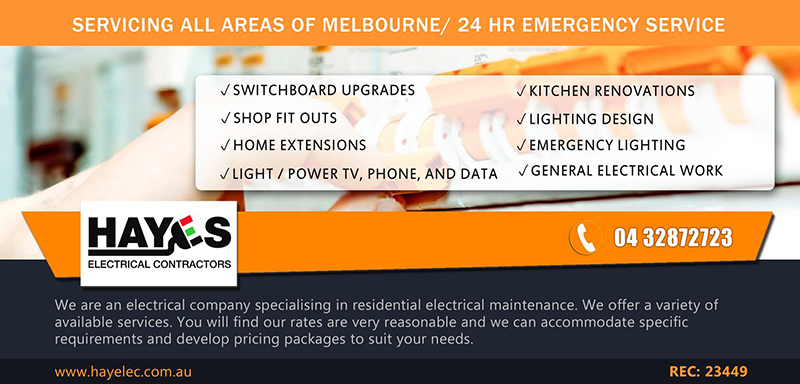 SERVICING ALL AREAS OF MELBOURNE/ 24 HR EMERGENCY SERVICE
✓SWITCHBOARD UPGRADES
✓SHOP FIT OUTS
✓HOME EXTENSIONS
✓LIGHT / POWER TV, PHONE, AND DATA
✓KITCHEN RENOVATIONS
✓LIGHTING DESIGN
✓EMERGENCY LIGHTING
✓GENERAL ELECTRICAL WORK
HAYES
ELECTRICAL CONTRACTORS
04 32872723
We are an electrical company specialising in residential electrical maintenance. We offer a variety of
available services. You will find our rates are very reasonable and we can accommodate specific
requirements and develop pricing packages to suit your needs.
www.hayelec.com.au
REC: 23449